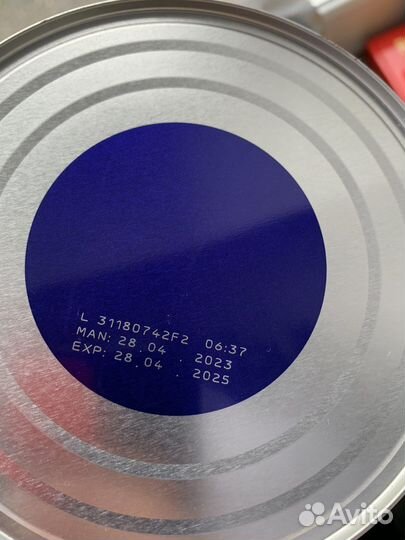 L 31180742F2 06:37
MAN: 28.04 . 2023
EXP: 28.04 . 2025
Avito